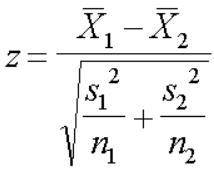 z = (X̅₁ − X̅₂) / √(s₁²/n₁ + s₂²/n₂)